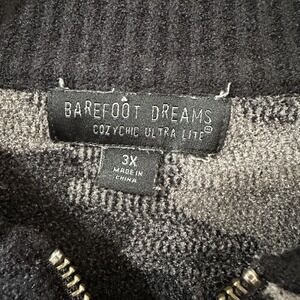 BAREFOOT DREAMS
COZYCHIC ULTRA LITE®
3X
MADE IN
CHINA